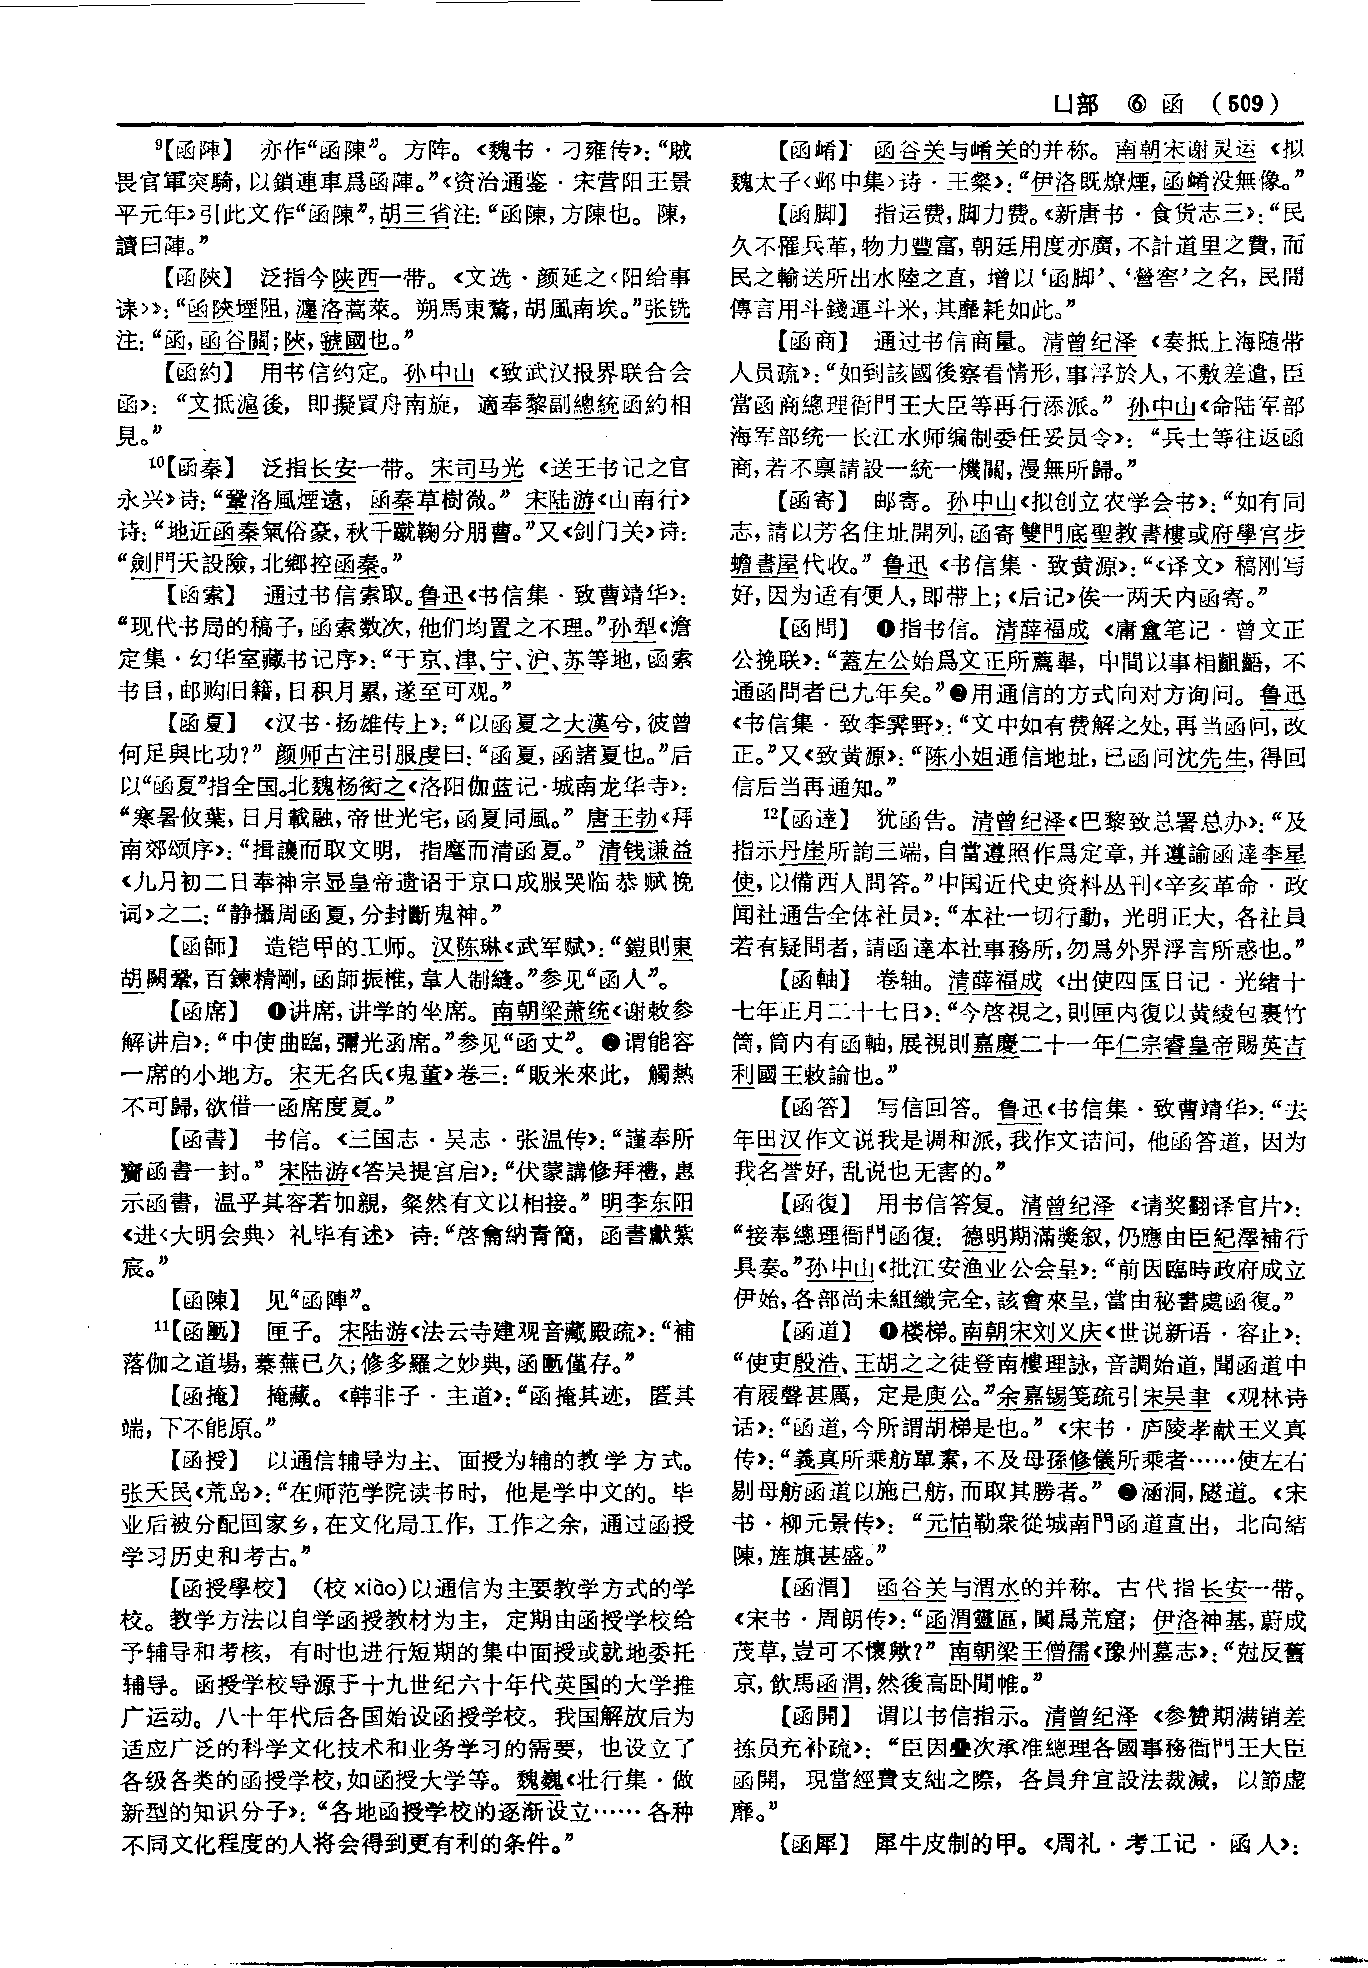 凵部 ⑥ 函 (509)
⁹【函陣】 亦作“函陳”。方阵。《魏书·刁雍传》：“賊
畏官軍突騎，以鎖連車爲函陣。”《资治通鉴·宋营阳王景
平元年》引此文作“函陳”，胡三省注：“函陳，方陳也。陳，
讀曰陣。”
【函陝】 泛指今陕西一带。《文选·颜延之〈阳给事
诔〉》：“函陝堙阻，瀍洛蒿萊。朔馬東騖，胡風南埃。”张铣
注：“函，函谷關；陝，虢國也。”
【函約】 用书信约定。孙中山《致武汉报界联合会
函》：“文抵滬後，即擬買舟南旋，適奉黎副總統函約相
見。”
¹⁰【函秦】 泛指长安一带。宋司马光《送王书记之官
永兴》诗：“鞏洛風煙遠，函秦草樹微。”宋陆游《山南行》
诗：“地近函秦氣俗豪，秋千蹴鞠分朋曹。”又《剑门关》诗：
“劍門天設險，北鄉控函秦。”
【函索】 通过书信索取。鲁迅《书信集·致曹靖华》：
“现代书局的稿子，函索数次，他们均置之不理。”孙犁《澹
定集·幻华室藏书记序》：“于京、津、宁、沪、苏等地，函索
书目，邮购旧籍，日积月累，遂至可观。”
【函夏】 《汉书·扬雄传上》：“以函夏之大漢兮，彼曾
何足與比功？”颜师古注引服虔曰：“函夏，函諸夏也。”后
以“函夏”指全国。北魏杨衒之《洛阳伽蓝记·城南龙华寺》：
“寒暑攸葉，日月載融，帝世光宅，函夏同風。”唐王勃《拜
南郊颂序》：“揖讓而取文明，指麾而清函夏。”清钱谦益
《九月初二日奉神宗显皇帝遗诏于京口成服哭临恭赋挽
词》之二：“静攝周函夏，分封斷鬼神。”
【函師】 造铠甲的工师。汉陈琳《武军赋》：“鎧則東
胡闕鞏，百鍊精剛，函師振椎，韋人制縫。”参见“函人”。
【函席】 ❶讲席，讲学的坐席。南朝梁萧统《谢敕参
解讲启》：“中使曲臨，彌光函席。”参见“函丈”。❷谓能容
一席的小地方。宋无名氏《鬼董》卷三：“販米來此，觸熱
不可歸，欲借一函席度夏。”
【函書】 书信。《三国志·吴志·张温传》：“謹奉所
齎函書一封。”宋陆游《答吴提宫启》：“伏蒙講修拜禮，惠
示函書，温乎其容若加親，粲然有文以相接。”明李东阳
《进〈大明会典〉礼毕有述》诗：“啓龠納青簡，函書獻紫
宸。”
【函陳】 见“函陣”。
¹¹【函匭】 匣子。宋陆游《法云寺建观音藏殿疏》：“補
落伽之道場，蓁蕪已久；修多羅之妙典，函匭僅存。”
【函掩】 掩藏。《韩非子·主道》：“函掩其迹，匿其
端，下不能原。”
【函授】 以通信辅导为主、面授为辅的教学方式。
张天民《荒岛》：“在师范学院读书时，他是学中文的。毕
业后被分配回家乡，在文化局工作，工作之余，通过函授
学习历史和考古。”
【函授學校】 （校 xiào）以通信为主要教学方式的学
校。教学方法以自学函授教材为主，定期由函授学校给
予辅导和考核，有时也进行短期的集中面授或就地委托
辅导。函授学校导源于十九世纪六十年代英国的大学推
广运动。八十年代后各国始设函授学校。我国解放后为
适应广泛的科学文化技术和业务学习的需要，也设立了
各级各类的函授学校，如函授大学等。魏巍《壮行集·做
新型的知识分子》：“各地函授学校的逐渐设立……各种
不同文化程度的人将会得到更有利的条件。”
【函崤】 函谷关与崤关的并称。南朝宋谢灵运《拟
魏太子〈邺中集〉诗·王粲》：“伊洛既燎煙，函崤没無像。”
【函脚】 指运费，脚力费。《新唐书·食货志三》：“民
久不罹兵革，物力豐富，朝廷用度亦廣，不計道里之費，而
民之輸送所出水陸之直，增以‘函脚’、‘營窖’之名，民間
傳言用斗錢運斗米，其靡耗如此。”
【函商】 通过书信商量。清曾纪泽《奏抵上海随带
人员疏》：“如到該國後察看情形，事浮於人，不敷差遣，臣
當函商總理衙門王大臣等再行添派。”孙中山《命陆军部
海军部统一长江水师编制委任妥员令》：“兵士等往返函
商，若不禀請設一統一機關，漫無所歸。”
【函寄】 邮寄。孙中山《拟创立农学会书》：“如有同
志，請以芳名住址開列，函寄雙門底聖教書樓或府學宫步
蟾書屋代收。”鲁迅《书信集·致黄源》：“《译文》稿刚写
好，因为适有便人，即带上；《后记》俟一两天内函寄。”
【函問】 ❶指书信。清薛福成《庸盦笔记·曾文正
公挽联》：“蓋左公始爲文正所薦舉，中間以事相齟齬，不
通函問者已九年矣。”❷用通信的方式向对方询问。鲁迅
《书信集·致李霁野》：“文中如有费解之处，再当函问，改
正。”又《致黄源》：“陈小姐通信地址，已函问沈先生，得回
信后当再通知。”
¹²【函達】 犹函告。清曾纪泽《巴黎致总署总办》：“及
指示丹崖所詢三端，自當遵照作爲定章，并遵諭函達李星
使，以備西人問答。”中国近代史资料丛刊《辛亥革命·政
闻社通告全体社员》：“本社一切行動，光明正大，各社員
若有疑問者，請函達本社事務所，勿爲外界浮言所惑也。”
【函軸】 卷轴。清薛福成《出使四国日记·光绪十
七年正月二十七日》：“今啓視之，則匣内復以黄綾包裹竹
筒，筒内有函軸，展視則嘉慶二十一年仁宗睿皇帝賜英吉
利國王敕諭也。”
【函答】 写信回答。鲁迅《书信集·致曹靖华》：“去
年田汉作文说我是调和派，我作文诘问，他函答道，因为
我名誉好，乱说也无害的。”
【函復】 用书信答复。清曾纪泽《请奖翻译官片》：
“接奉總理衙門函復：德明期滿獎叙，仍應由臣紀澤補行
具奏。”孙中山《批江安渔业公会呈》：“前因臨時政府成立
伊始，各部尚未組織完全，該會來呈，當由秘書處函復。”
【函道】 ❶楼梯。南朝宋刘义庆《世说新语·容止》：
“使吏殷浩、王胡之之徒登南樓理詠，音調始遒，聞函道中
有屐聲甚厲，定是庾公。”余嘉锡笺疏引宋吴聿《观林诗
话》：“函道，今所謂胡梯是也。”《宋书·庐陵孝献王义真
传》：“義真所乘舫單素，不及母孫修儀所乘者……使左右
剔母舫函道以施己舫，而取其勝者。”❷涵洞，隧道。《宋
书·柳元景传》：“元怙勒衆從城南門函道直出，北向結
陳，旌旗甚盛。”
【函渭】 函谷关与渭水的并称。古代指长安一带。
《宋书·周朗传》：“函渭靈區，闃爲荒窟；伊洛神基，蔚成
茂草，豈可不懷歟？”南朝梁王僧孺《豫州墓志》：“尅反舊
京，飲馬函渭，然後高卧閒帷。”
【函開】 谓以书信指示。清曾纪泽《参赞期满销差
拣员充补疏》：“臣因疊次承准總理各國事務衙門王大臣
函開，現當經費支絀之際，各員弁宜設法裁減，以節虚
靡。”
【函犀】 犀牛皮制的甲。《周礼·考工记·函人》：